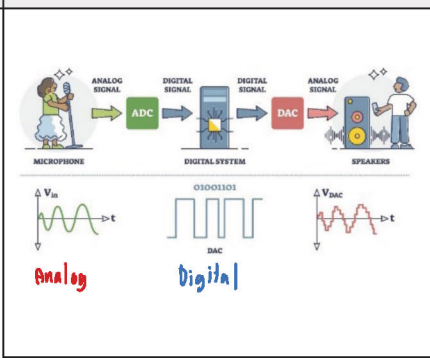 ANALOG SIGNAL
DIGITAL SIGNAL
DIGITAL SIGNAL
ANALOG SIGNAL
ADC
DAC
MICROPHONE
DIGITAL SYSTEM
SPEAKERS
Vin
t
01001101
DAC
VDAC
t
Analog
Digital